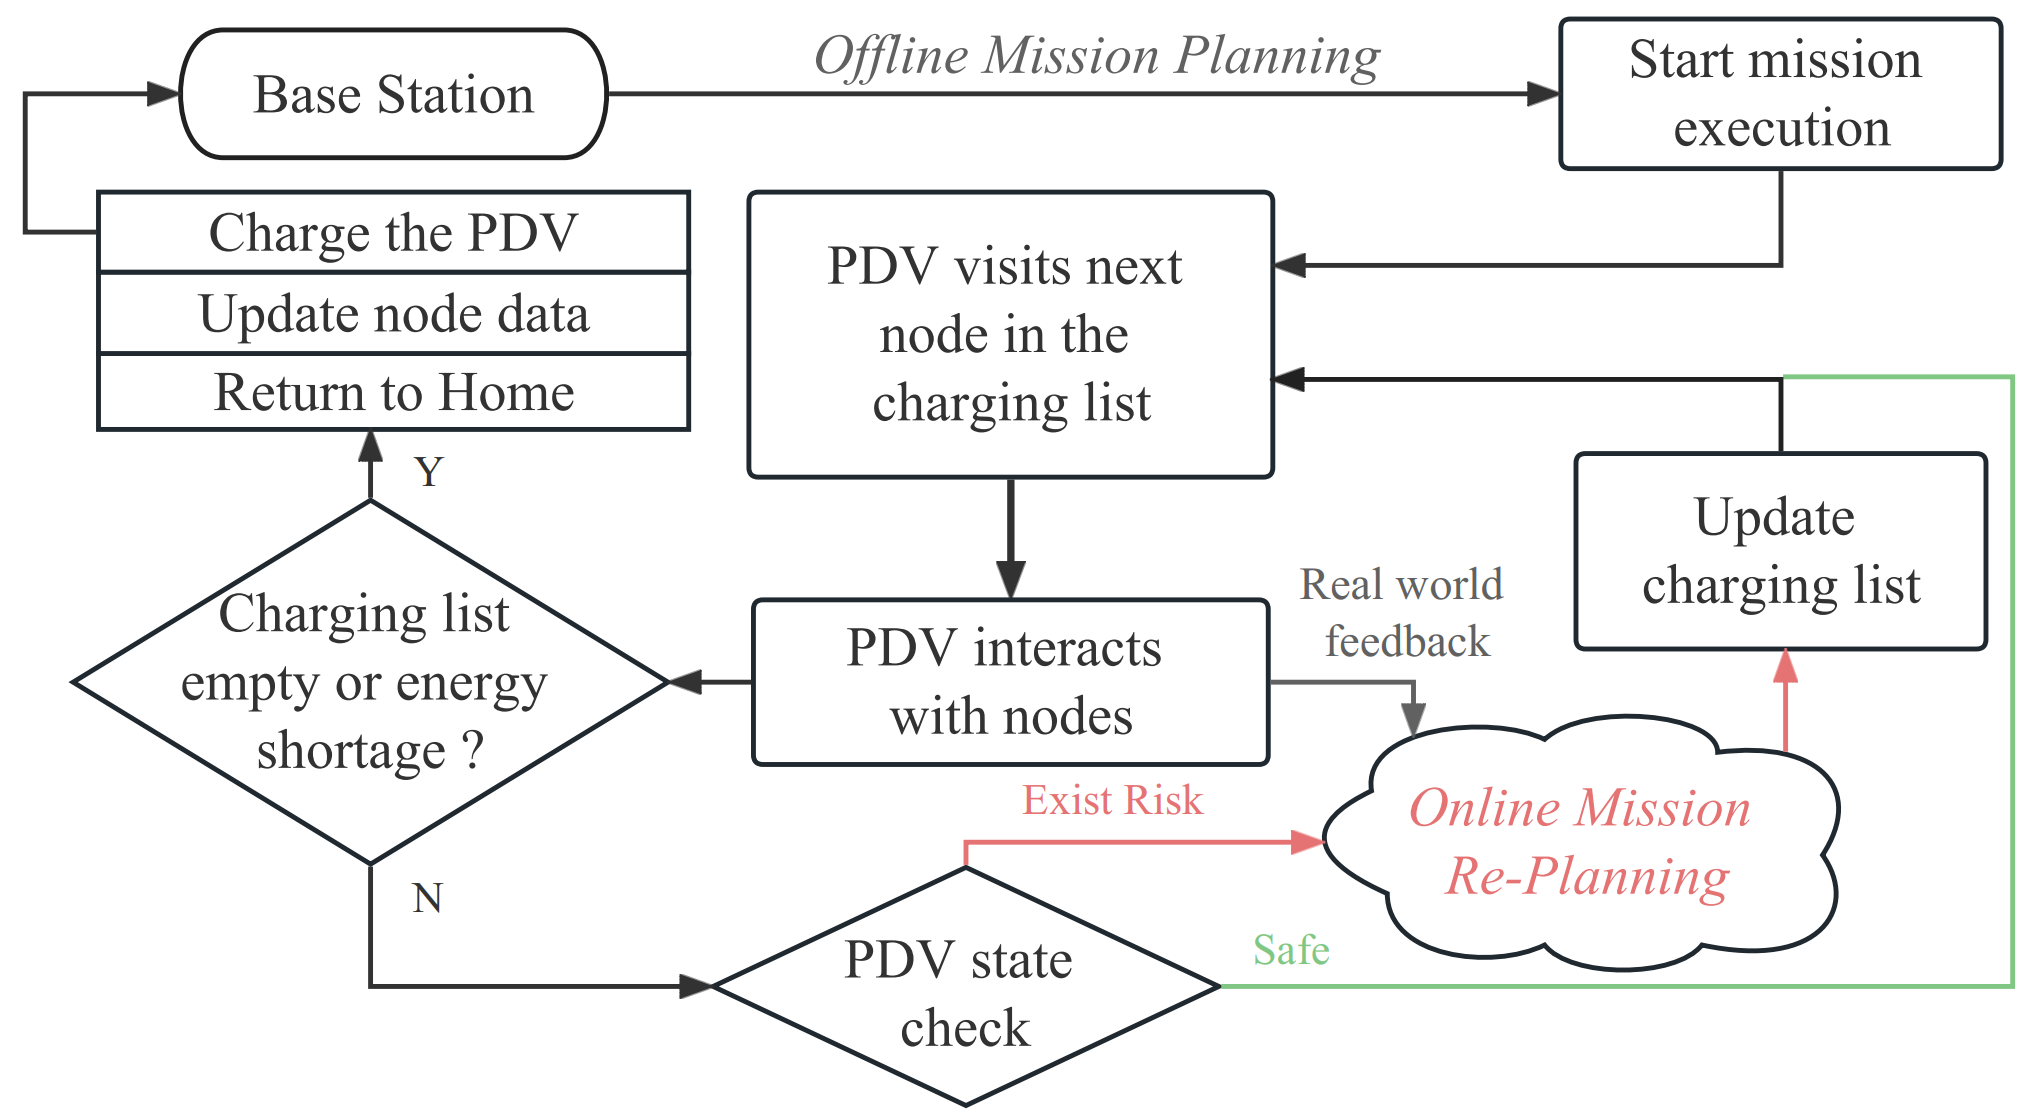 Base Station
Offline Mission Planning
Start mission
execution
Charge the PDV
Update node data
Return to Home
PDV visits next
node in the
charging list
Y
Update
charging list
Charging list
empty or energy
shortage ?
PDV interacts
with nodes
Real world
feedback
Exist Risk
Online Mission
Re-Planning
N
PDV state
check
Safe